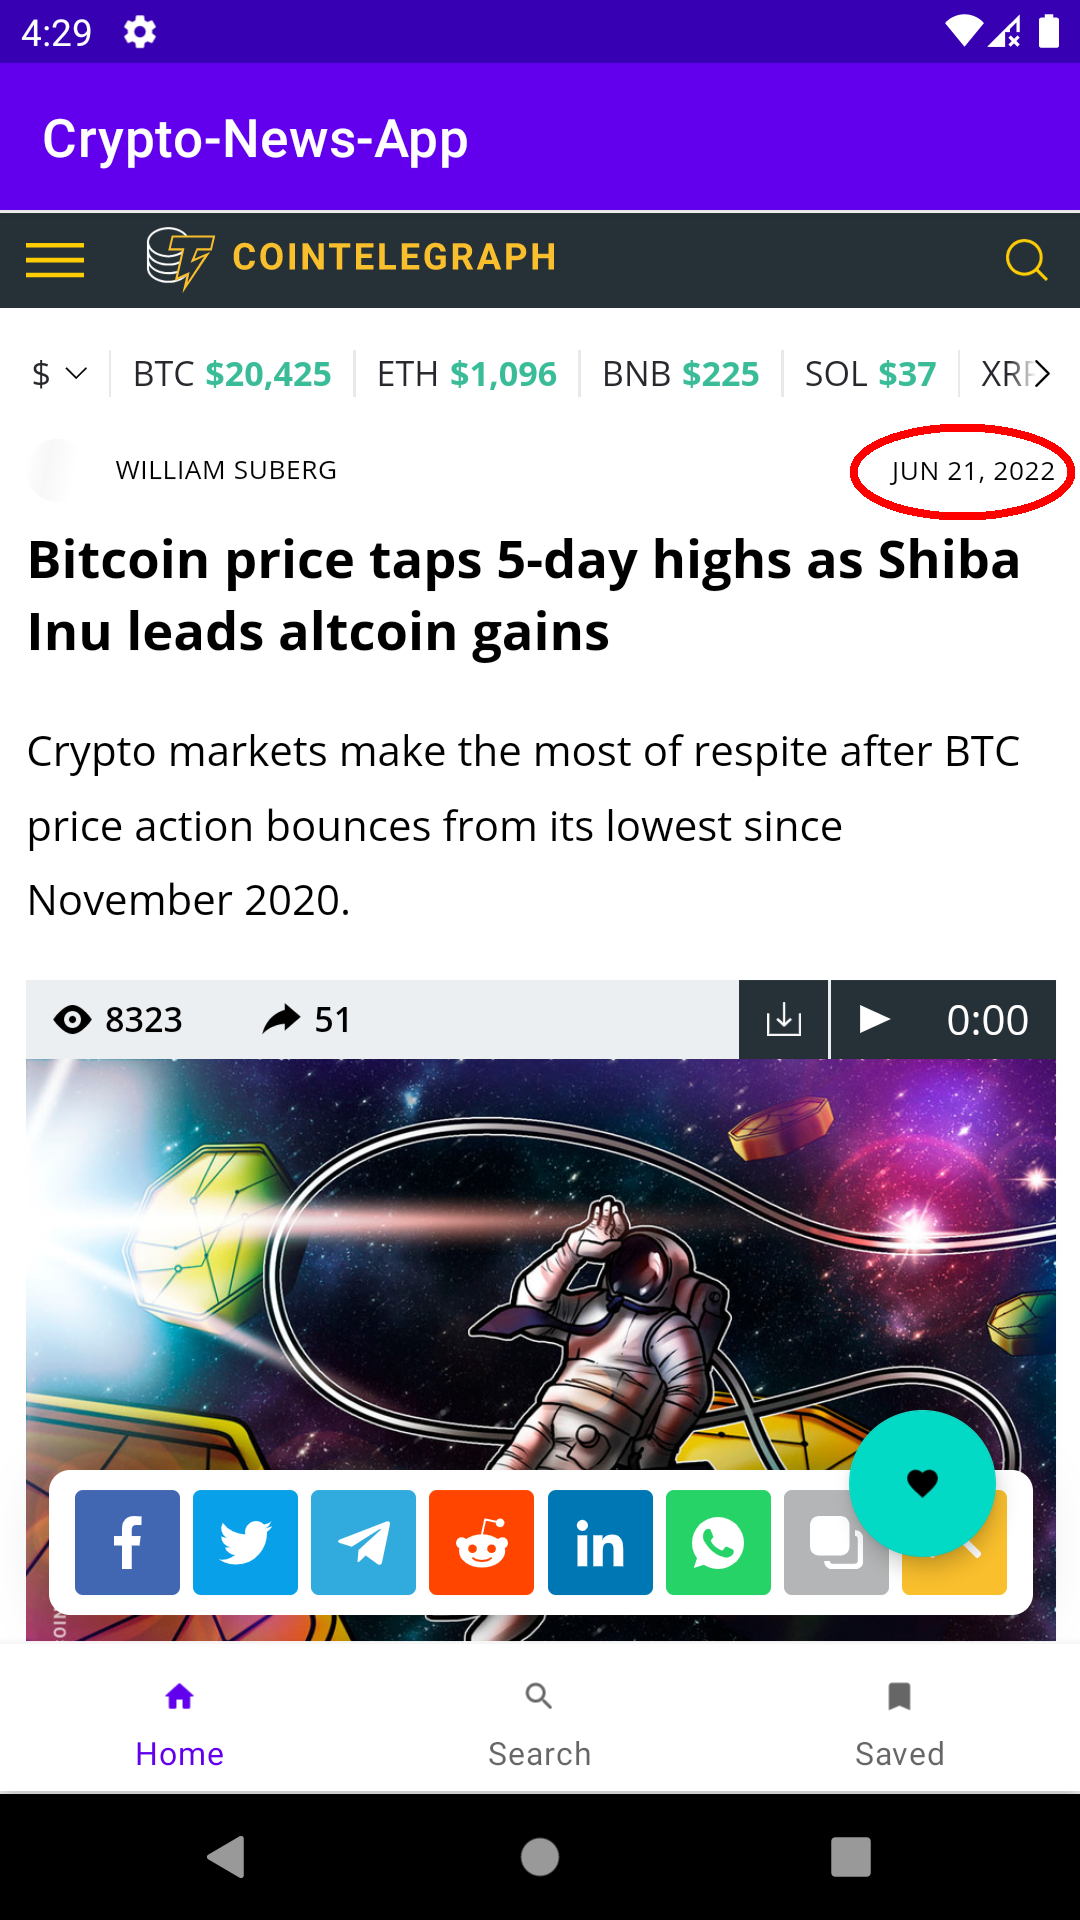 4:29
Crypto-News-App
COINTELEGRAPH
$ BTC $20,425 ETH $1,096 BNB $225 SOL $37 XRP
WILLIAM SUBERG JUN 21, 2022
Bitcoin price taps 5-day highs as Shiba
Inu leads altcoin gains
Crypto markets make the most of respite after BTC
price action bounces from its lowest since
November 2020.
8323 51 0:00
Home Search Saved